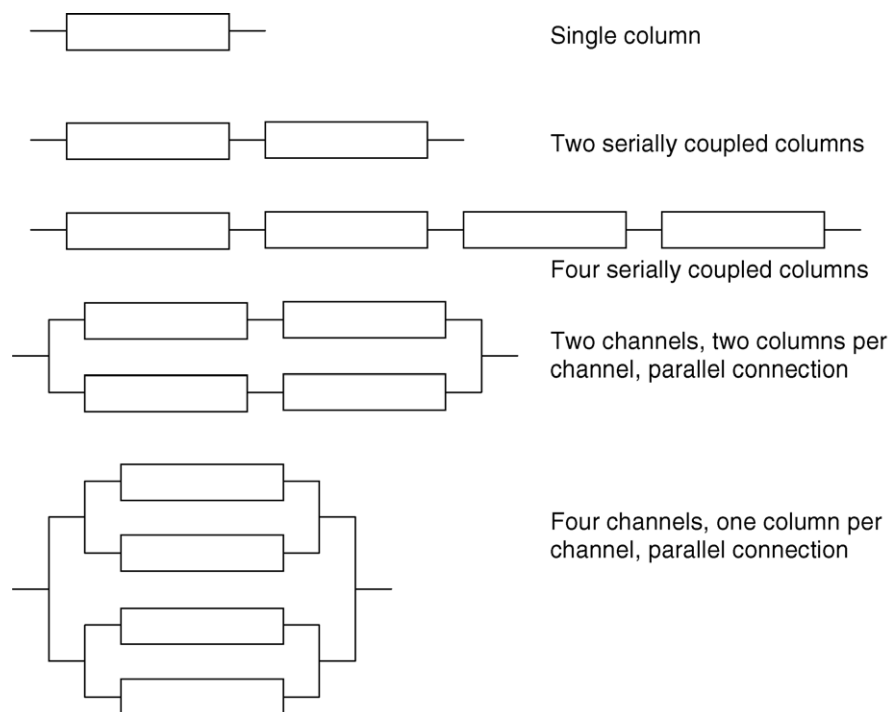 Single column
Two serially coupled columns
Four serially coupled columns
Two channels, two columns per
channel, parallel connection
Four channels, one column per
channel, parallel connection